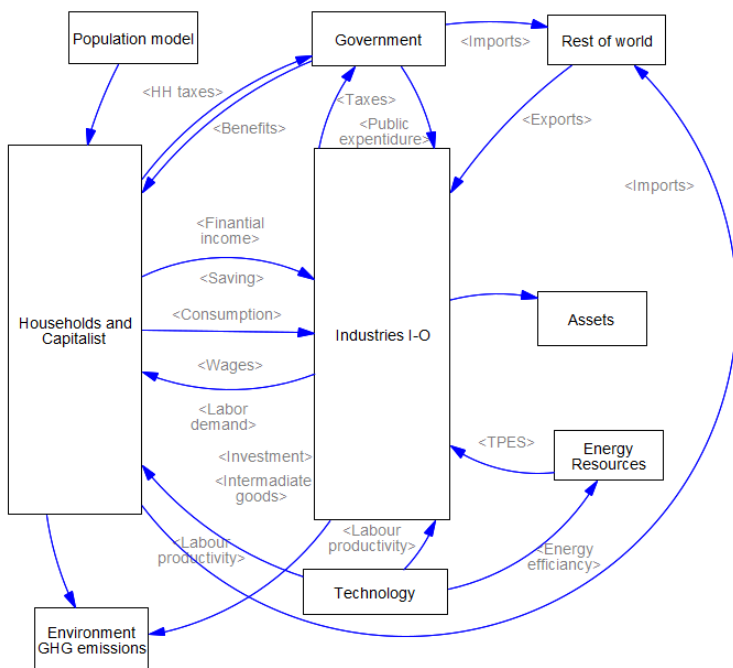 Population model
Government
<Imports>
Rest of world
<HH taxes>
<Taxes>
<Benefits>
<Public
expentidure>
<Exports>
<Imports>
<Finantial
income>
<Saving>
<Consumption>
Households and
Capitalist
Industries I-O
Assets
<Wages>
<Labor
demand>
<Investment>
<Intermadiate
goods>
<TPES>
Energy
Resources
<Labour
productivity>
<Labour
productivity>
<Energy
efficiancy>
Technology
Environment
GHG emissions